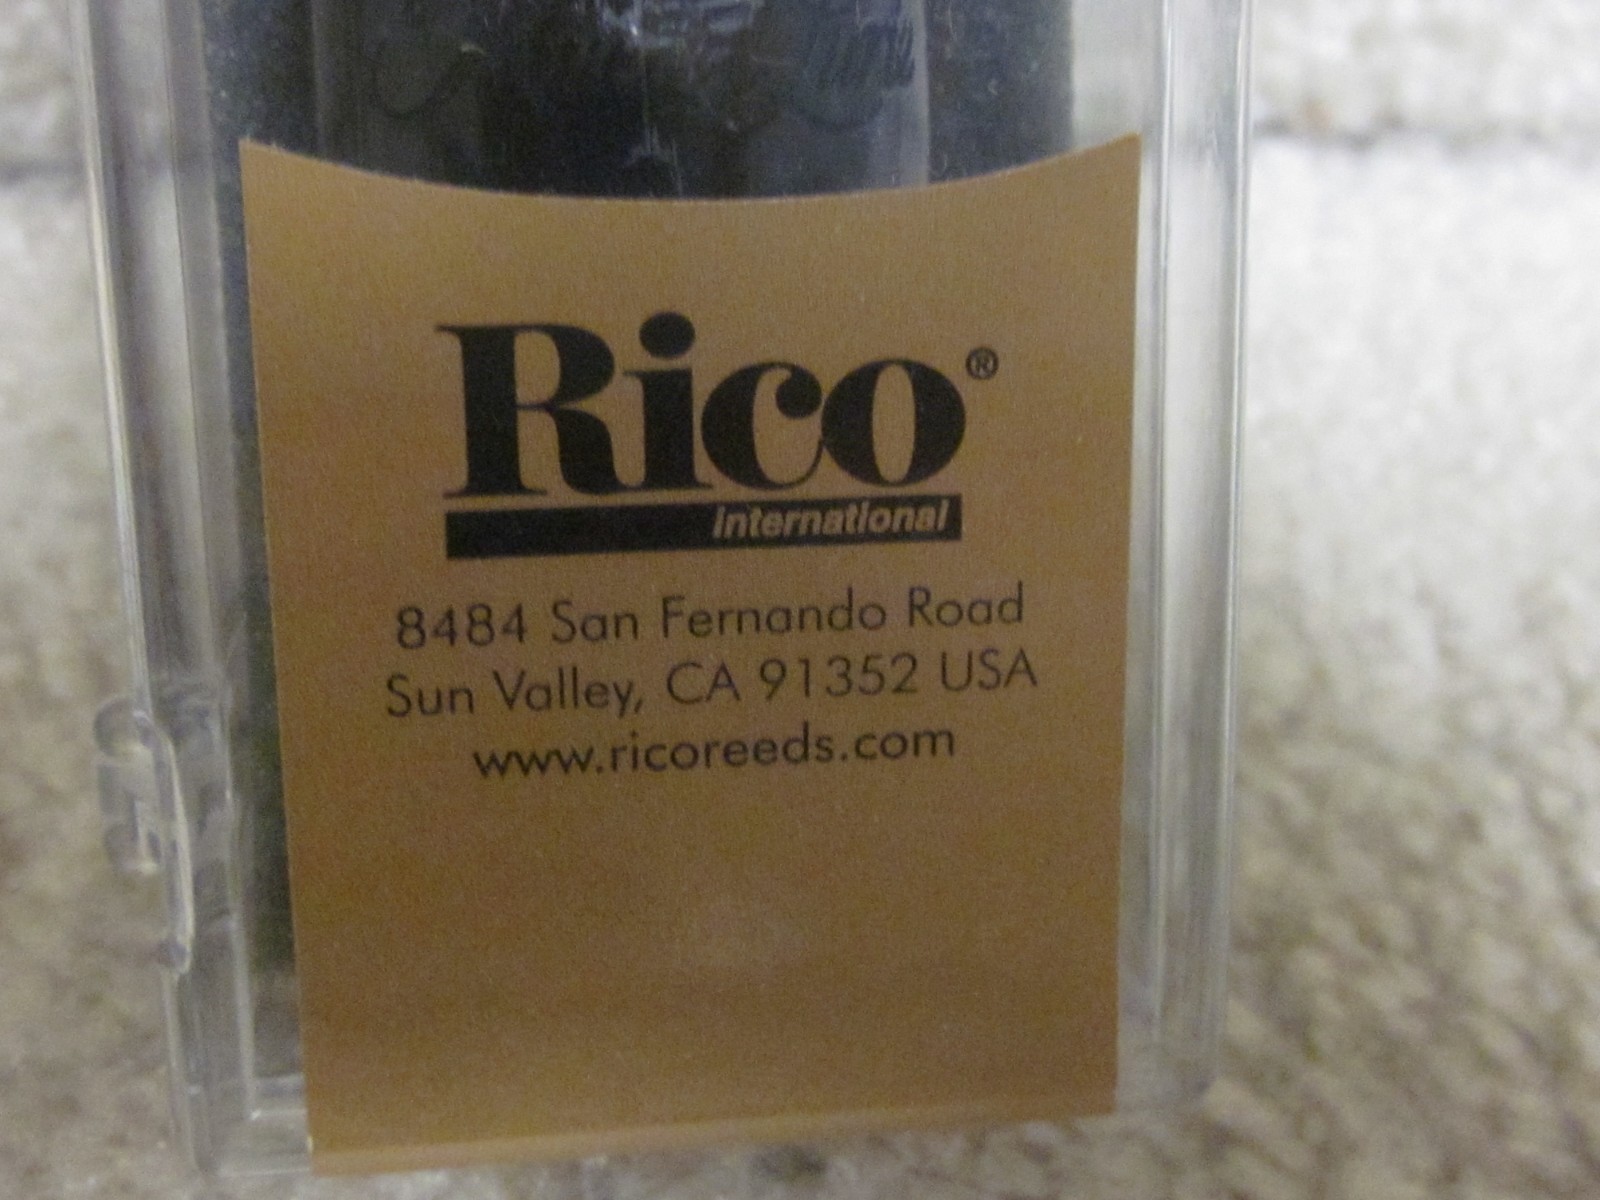 Rico®
international
8484 San Fernando Road
Sun Valley, CA 91352 USA
www.ricoreeds.com